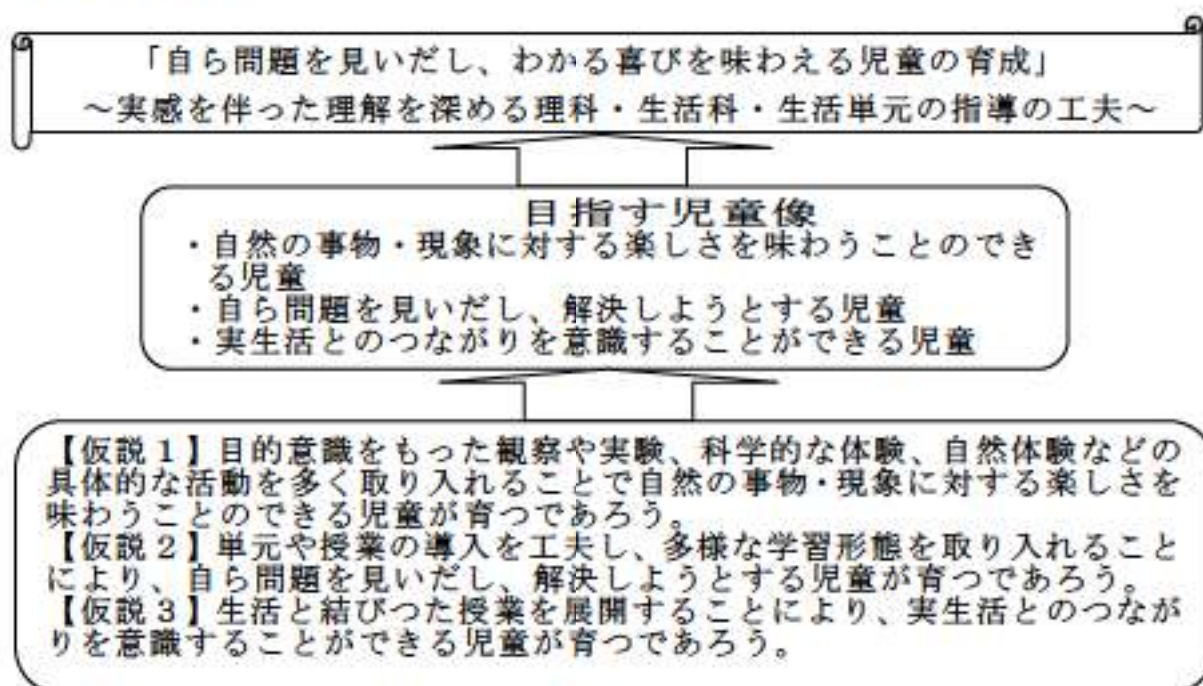 「自ら問題を見いだし、わかる喜びを味わえる児童の育成」
～実感を伴った理解を深める理科・生活科・生活単元の指導の工夫～
目指す児童像
・自然の事物・現象に対する楽しさを味わうことのでき
る児童
・自ら問題を見いだし、解決しようとする児童
・実生活とのつながりを意識することができる児童
【仮説１】目的意識をもった観察や実験、科学的な体験、自然体験などの
具体的な活動を多く取り入れることで自然の事物・現象に対する楽しさを
味わうことのできる児童が育つであろう。
【仮説２】単元や授業の導入を工夫し、多様な学習形態を取り入れること
により、自ら問題を見いだし、解決しようとする児童が育つであろう。
【仮説３】生活と結びつた授業を展開することにより、実生活とのつなが
りを意識することができる児童が育つであろう。